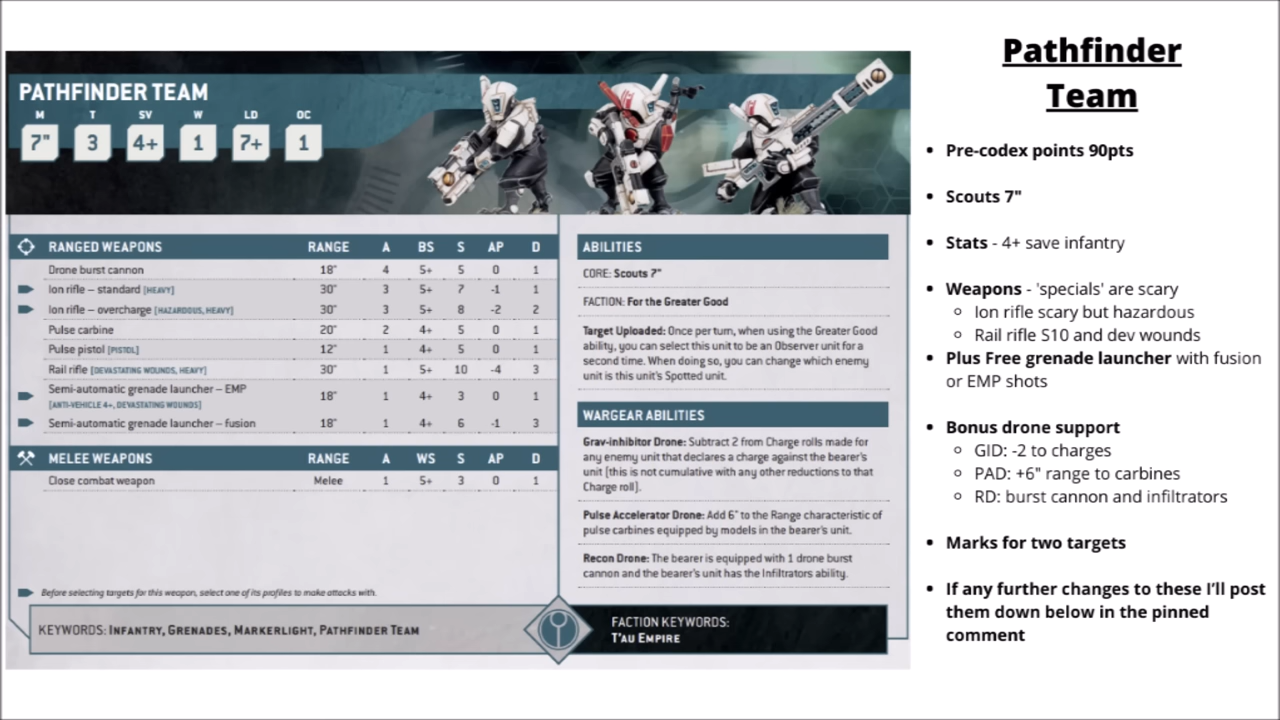 PATHFINDER TEAM
M T SV W LD OC
7" 3 4+ 1 7+ 1
RANGED WEAPONS RANGE A BS S AP D
Drone burst cannon 18" 4 5+ 5 0 1
Ion rifle – standard [HEAVY] 30" 3 5+ 7 -1 1
Ion rifle – overcharge [HAZARDOUS, HEAVY] 30" 3 5+ 8 -2 2
Pulse carbine 20" 2 4+ 5 0 1
Pulse pistol [PISTOL] 12" 1 4+ 5 0 1
Rail rifle [DEVASTATING WOUNDS, HEAVY] 30" 1 5+ 10 -4 3
Semi-automatic grenade launcher – EMP
[ANTI-VEHICLE 4+, DEVASTATING WOUNDS] 18" 1 4+ 3 0 1
Semi-automatic grenade launcher – fusion 18" 1 4+ 6 -1 3
MELEE WEAPONS RANGE A WS S AP D
Close combat weapon Melee 1 5+ 3 0 1
Before selecting targets for this weapon, select one of its profiles to make attacks with.
KEYWORDS: INFANTRY, GRENADES, MARKERLIGHT, PATHFINDER TEAM
ABILITIES
CORE: Scouts 7"
FACTION: For the Greater Good
Target Uploaded: Once per turn, when using the Greater Good
ability, you can select this unit to be an Observer unit for a
second time. When doing so, you can change which enemy
unit is this unit's Spotted unit.
WARGEAR ABILITIES
Grav-inhibitor Drone: Subtract 2 from Charge rolls made for
any enemy unit that declares a charge against the bearer's
unit (this is not cumulative with any other reductions to that
Charge roll).
Pulse Accelerator Drone: Add 6" to the Range characteristic of
pulse carbines equipped by models in the bearer's unit.
Recon Drone: The bearer is equipped with 1 drone burst
cannon and the bearer's unit has the Infiltrators ability.
FACTION KEYWORDS:
T'AU EMPIRE
Pathfinder
Team
• Pre-codex points 90pts
• Scouts 7"
• Stats - 4+ save infantry
• Weapons - 'specials' are scary
○ Ion rifle scary but hazardous
○ Rail rifle S10 and dev wounds
• Plus Free grenade launcher with fusion
or EMP shots
• Bonus drone support
○ GID: -2 to charges
○ PAD: +6" range to carbines
○ RD: burst cannon and infiltrators
• Marks for two targets
• If any further changes to these I'll post
them down below in the pinned
comment